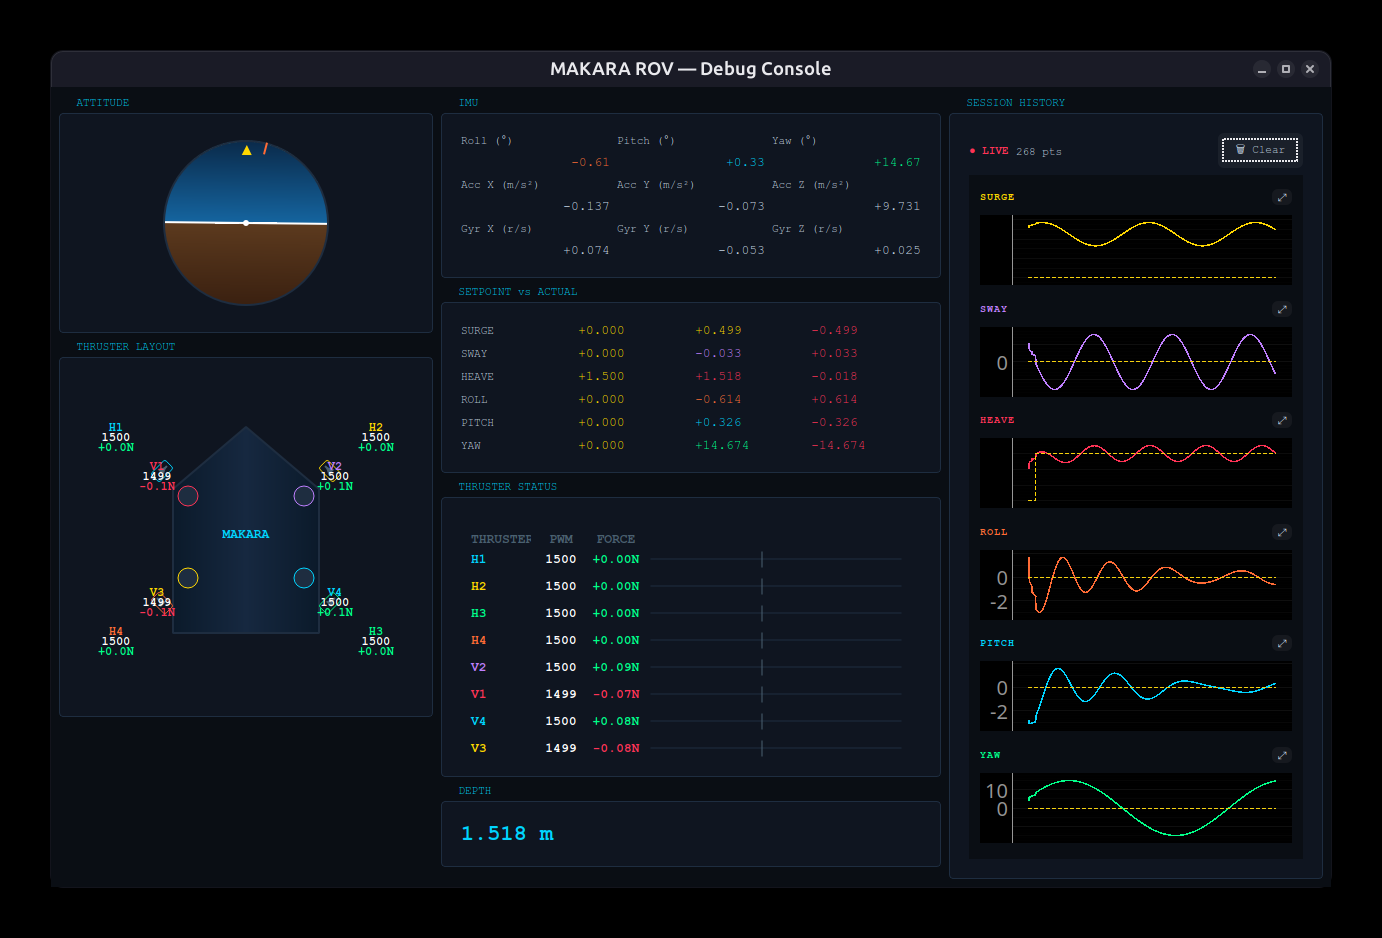 MAKARA ROV — Debug Console
ATTITUDE
THRUSTER LAYOUT
H1
1500
+0.0N
H2
1500
+0.0N
V1
1499
-0.1N
V2
1500
+0.1N
MAKARA
V3
1499
-0.1N
V4
1500
+0.1N
H4
1500
+0.0N
H3
1500
+0.0N
IMU
Roll (°) Pitch (°) Yaw (°)
-0.61 +0.33 +14.67
Acc X (m/s²) Acc Y (m/s²) Acc Z (m/s²)
-0.137 -0.073 +9.731
Gyr X (r/s) Gyr Y (r/s) Gyr Z (r/s)
+0.074 -0.053 +0.025
SETPOINT vs ACTUAL
SURGE +0.000 +0.499 -0.499
SWAY +0.000 -0.033 +0.033
HEAVE +1.500 +1.518 -0.018
ROLL +0.000 -0.614 +0.614
PITCH +0.000 +0.326 -0.326
YAW +0.000 +14.674 -14.674
THRUSTER STATUS
THRUSTER PWM FORCE
H1 1500 +0.00N
H2 1500 +0.00N
H3 1500 +0.00N
H4 1500 +0.00N
V2 1500 +0.09N
V1 1499 -0.07N
V4 1500 +0.08N
V3 1499 -0.08N
DEPTH
1.518 m
SESSION HISTORY
● LIVE 268 pts
Clear
SURGE
SWAY
0
HEAVE
ROLL
0
-2
PITCH
0
-2
YAW
10
0